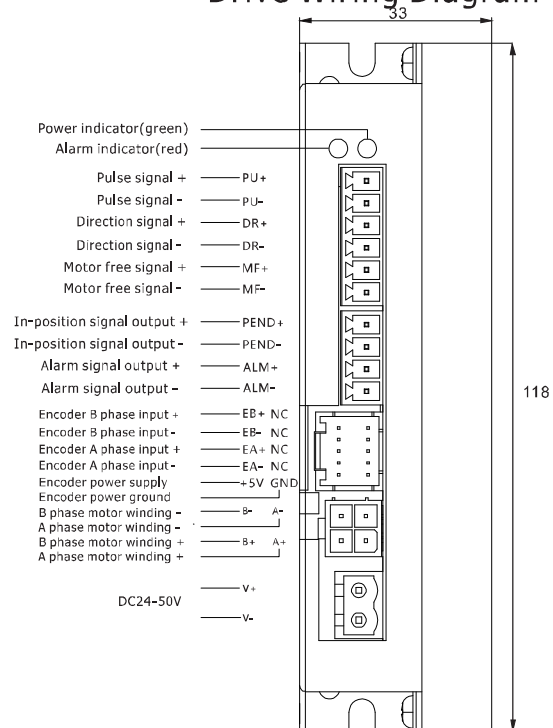 Drive Wiring Diagram
33
Power indicator(green)
Alarm indicator(red)
Pulse signal + PU+
Pulse signal - PU-
Direction signal + DR+
Direction signal - DR-
Motor free signal + MF+
Motor free signal - MF-
In-position signal output + PEND+
In-position signal output - PEND-
Alarm signal output + ALM+
Alarm signal output - ALM-
Encoder B phase input + EB+ NC
Encoder B phase input - EB- NC
Encoder A phase input + EA+ NC
Encoder A phase input - EA- NC
Encoder power supply +5V GND
Encoder power ground
B phase motor winding - B- A-
A phase motor winding -
B phase motor winding + B+ A+
A phase motor winding +
V+
DC24-50V
V-
118